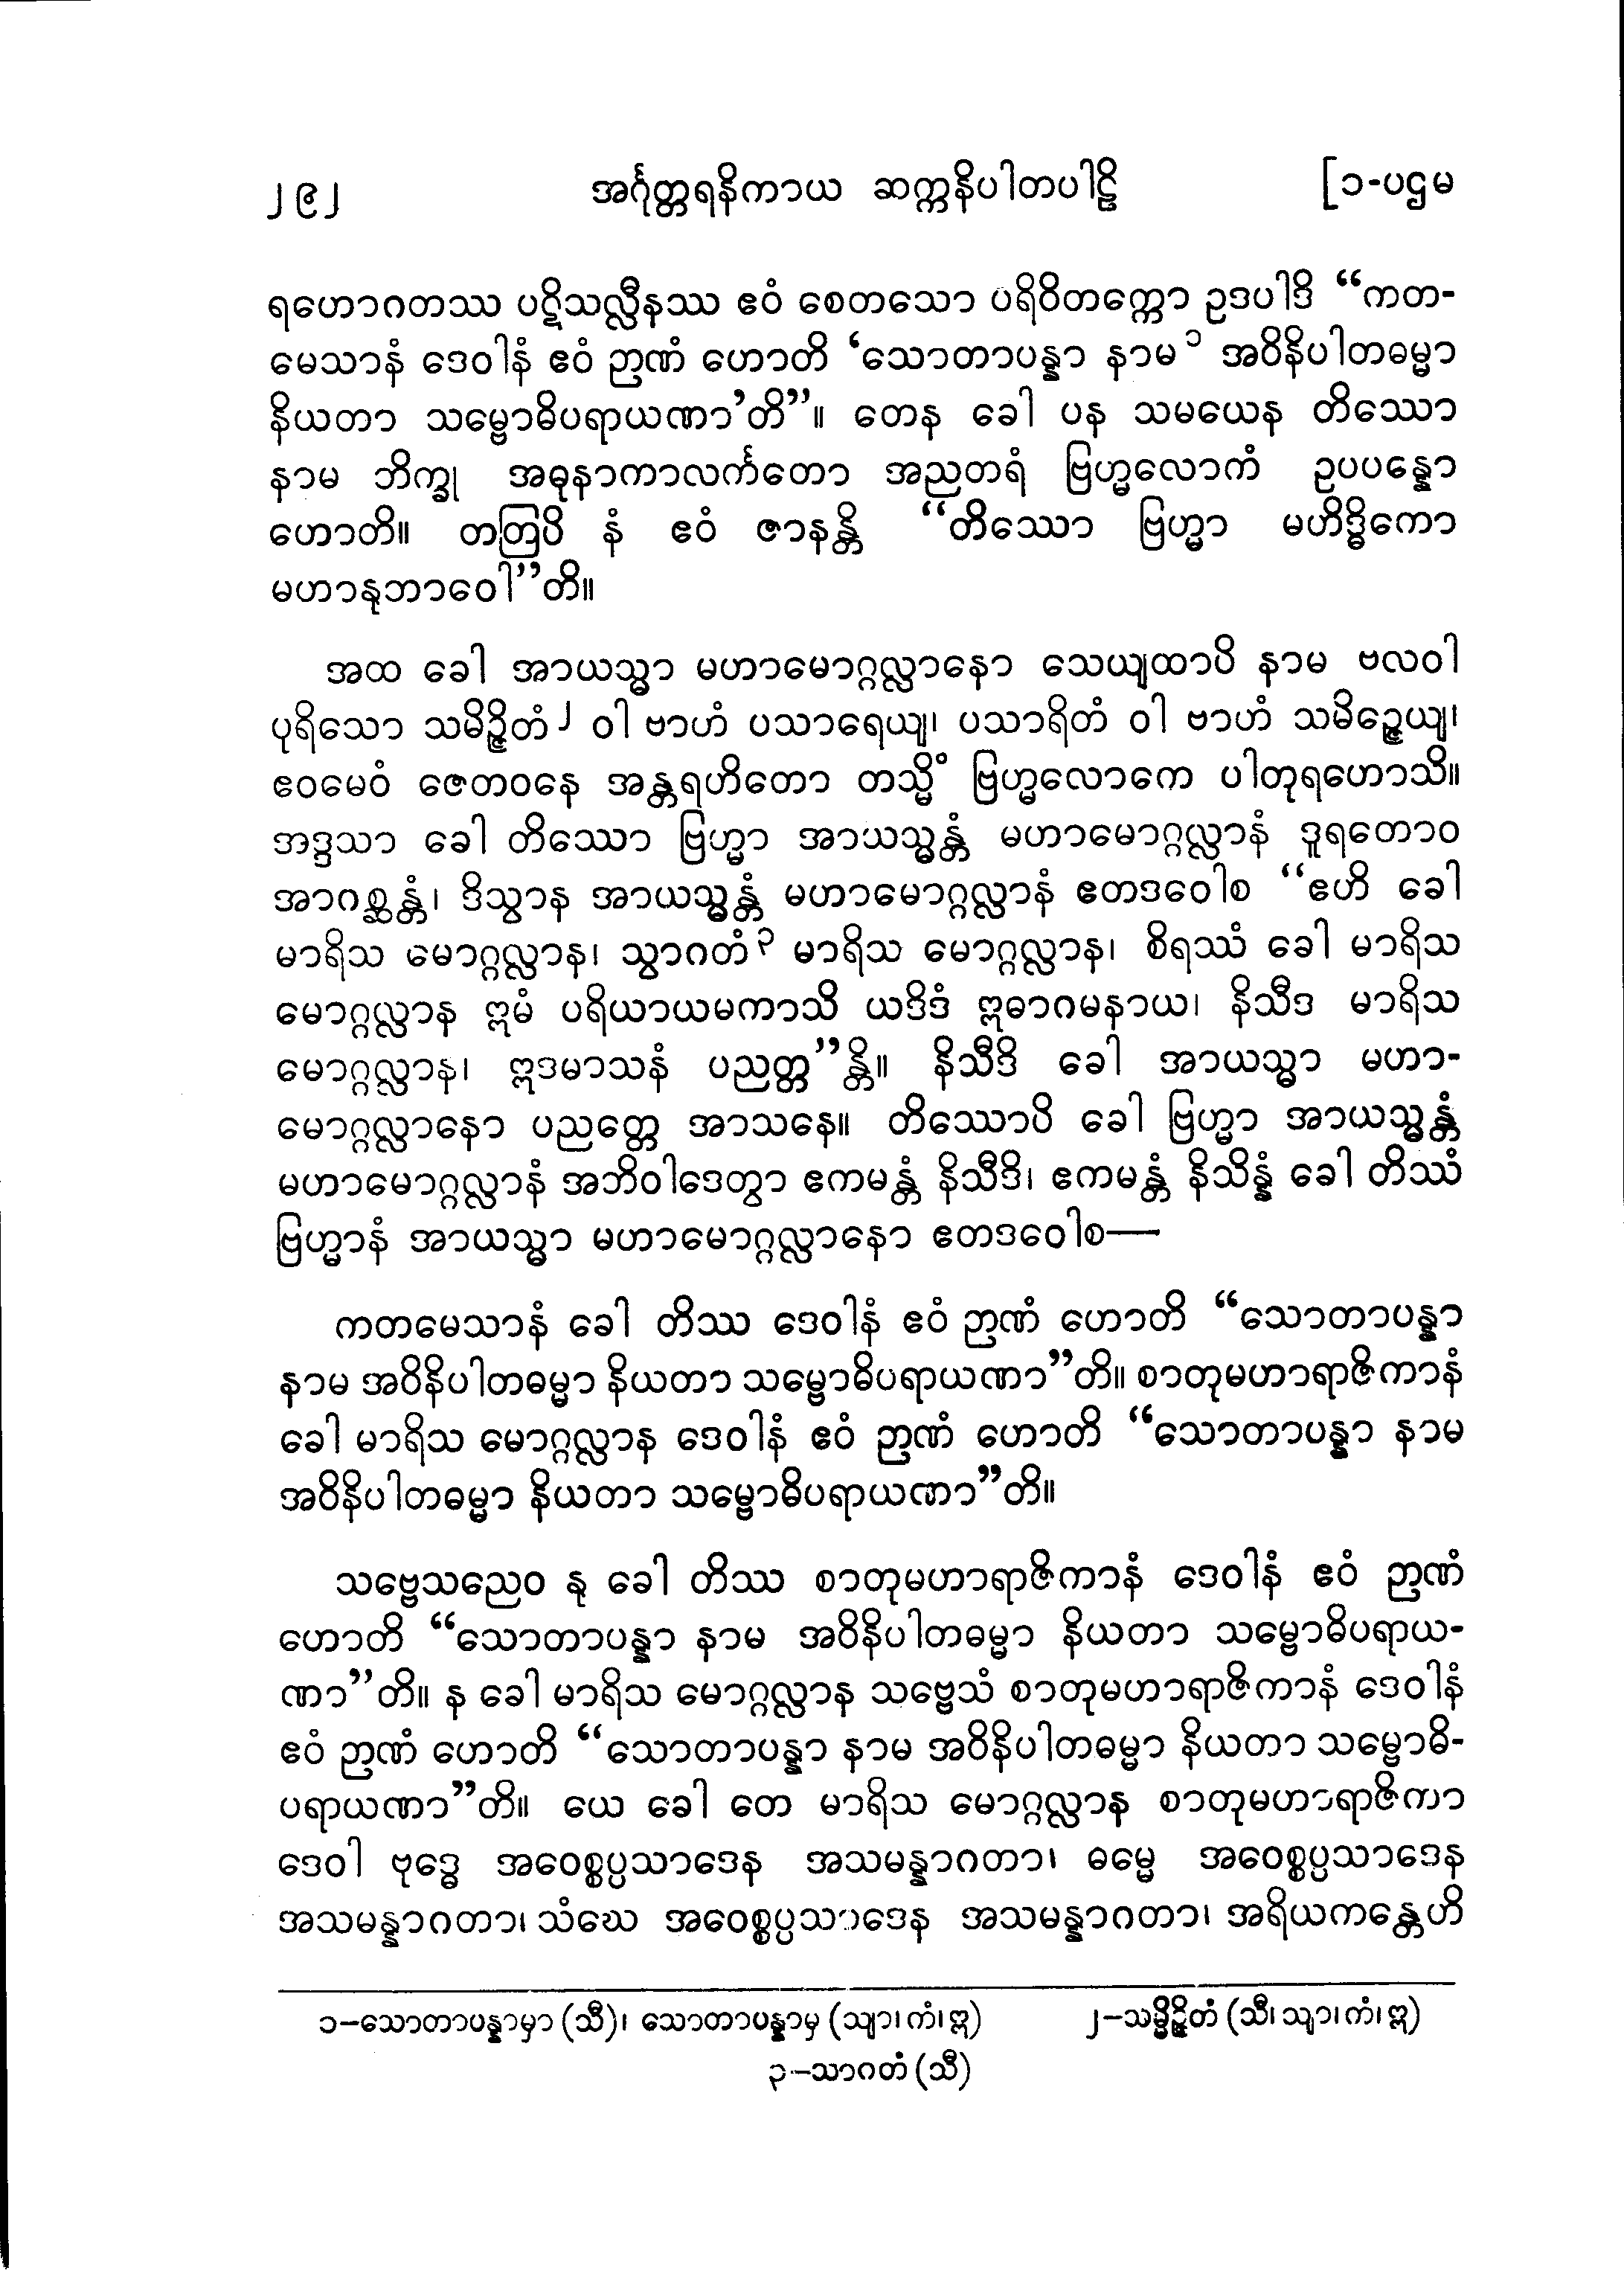 ၂၉၂ အင်္ဂုတ္တရနိကာယ ဆက္ကနိပါတပါဠိ [၁-ပဌမ
ရဟောဂတဿ ပဋိသလ္လီနဿ ဧဝံ စေတသော ပရိဝိတက္ကော ဥဒပါဒိ “ကတ-
မေသာနံ ဒေဝါနံ ဧဝံ ဉာဏံ ဟောတိ ‘သောတာပန္နာ နာမ ၁ အဝိနိပါတဓမ္မာ
နိယတာ သမ္ဗောဓိပရာယဏာ’တိ”။ တေန ခေါ ပန သမယေန တိဿော
နာမ ဘိက္ခု အဓုနာကာလင်္ကတော အညတရံ ဗြဟ္မလောကံ ဥပပန္နော
ဟောတိ။ တတြပိ နံ ဧဝံ ဇာနန္တိ “တိဿော ဗြဟ္မာ မဟိဒ္ဓိကော
မဟာနုဘာဝေါ”တိ။
အထ ခေါ အာယသ္မာ မဟာမောဂ္ဂလ္လာနော သေယျထာပိ နာမ ဗလဝါ
ပုရိသော သမိဉ္ဇိတံ ၂ ဝါ ဗာဟံ ပသာရေယျ၊ ပသာရိတံ ဝါ ဗာဟံ သမိဉ္ဇေယျ၊
ဧဝမေဝံ ဇေတဝနေ အန္တရဟိတော တသ္မိံ ဗြဟ္မလောကေ ပါတုရဟောသိ။
အဒ္ဒသာ ခေါ တိဿော ဗြဟ္မာ အာယသ္မန္တံ မဟာမောဂ္ဂလ္လာနံ ဒူရတောဝ
အာဂစ္ဆန္တံ၊ ဒိသွာန အာယသ္မန္တံ မဟာမောဂ္ဂလ္လာနံ ဧတဒဝေါစ “ဧဟိ ခေါ
မာရိသ မောဂ္ဂလ္လာန၊ သွာဂတံ ၃ မာရိသ မောဂ္ဂလ္လာန၊ စိရဿံ ခေါ မာရိသ
မောဂ္ဂလ္လာန ဣမံ ပရိယာယမကာသိ ယဒိဒံ ဣဓာဂမနာယ၊ နိသီဒ မာရိသ
မောဂ္ဂလ္လာန၊ ဣဒမာသနံ ပညတ္တ”န္တိ။ နိသီဒိ ခေါ အာယသ္မာ မဟာ-
မောဂ္ဂလ္လာနော ပညတ္တေ အာသနေ။ တိဿောပိ ခေါ ဗြဟ္မာ အာယသ္မန္တံ
မဟာမောဂ္ဂလ္လာနံ အဘိဝါဒေတွာ ဧကမန္တံ နိသီဒိ၊ ဧကမန္တံ နိသိန္နံ ခေါ တိဿံ
ဗြဟ္မာနံ အာယသ္မာ မဟာမောဂ္ဂလ္လာနော ဧတဒဝေါစ—
ကတမေသာနံ ခေါ တိဿ ဒေဝါနံ ဧဝံ ဉာဏံ ဟောတိ “သောတာပန္နာ
နာမ အဝိနိပါတဓမ္မာ နိယတာ သမ္ဗောဓိပရာယဏာ”တိ။ စာတုမဟာရာဇိကာနံ
ခေါ မာရိသ မောဂ္ဂလ္လာန ဒေဝါနံ ဧဝံ ဉာဏံ ဟောတိ “သောတာပန္နာ နာမ
အဝိနိပါတဓမ္မာ နိယတာ သမ္ဗောဓိပရာယဏာ”တိ။
သဗ္ဗေသညေဝ နု ခေါ တိဿ စာတုမဟာရာဇိကာနံ ဒေဝါနံ ဧဝံ ဉာဏံ
ဟောတိ “သောတာပန္နာ နာမ အဝိနိပါတဓမ္မာ နိယတာ သမ္ဗောဓိပရာယ-
ဏာ”တိ။ န ခေါ မာရိသ မောဂ္ဂလ္လာန သဗ္ဗေသံ စာတုမဟာရာဇိကာနံ ဒေဝါနံ
ဧဝံ ဉာဏံ ဟောတိ “သောတာပန္နာ နာမ အဝိနိပါတဓမ္မာ နိယတာ သမ္ဗောဓိ-
ပရာယဏာ”တိ။ ယေ ခေါ တေ မာရိသ မောဂ္ဂလ္လာန စာတုမဟာရာဇိကာ
ဒေဝါ ဗုဒ္ဓေ အဝေစ္စပ္ပသာဒေန အသမန္နာဂတာ၊ ဓမ္မေ အဝေစ္စပ္ပသာဒေန
အသမန္နာဂတာ၊ သံဃေ အဝေစ္စပ္ပသာဒေန အသမန္နာဂတာ၊ အရိယကန္တေဟိ
၁–သောတာပန္နာမှာ (သီ)၊ သောတာပန္နာမှ (သျာ၊ ကံ၊ ဣ) ၂–သမ္မိဉ္ဇိတံ (သီ၊ သျာ၊ ကံ၊ ဣ)
၃–သာဂတံ (သီ)